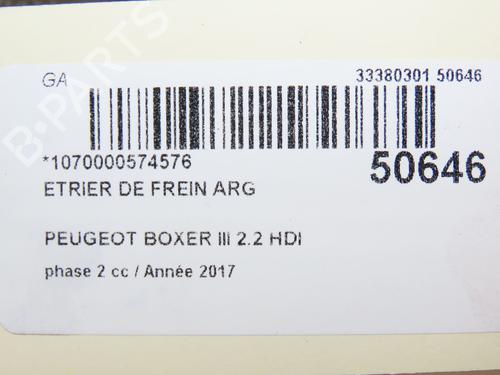 GA
33380301 50646
*1070000574576
50646
ETRIER DE FREIN ARG
PEUGEOT BOXER III 2.2 HDI
phase 2 cc / Année 2017
B-PARTS